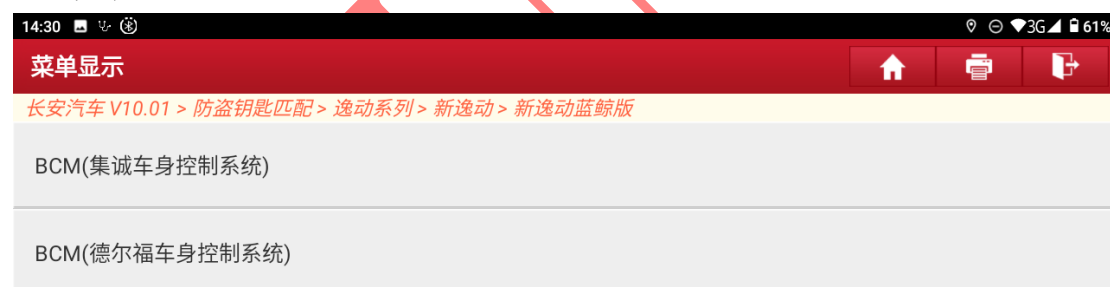 14:30 3G 61%
菜单显示
长安汽车 V10.01 > 防盗钥匙匹配 > 逸动系列 > 新逸动 > 新逸动蓝鲸版
BCM(集诚车身控制系统)
BCM(德尔福车身控制系统)